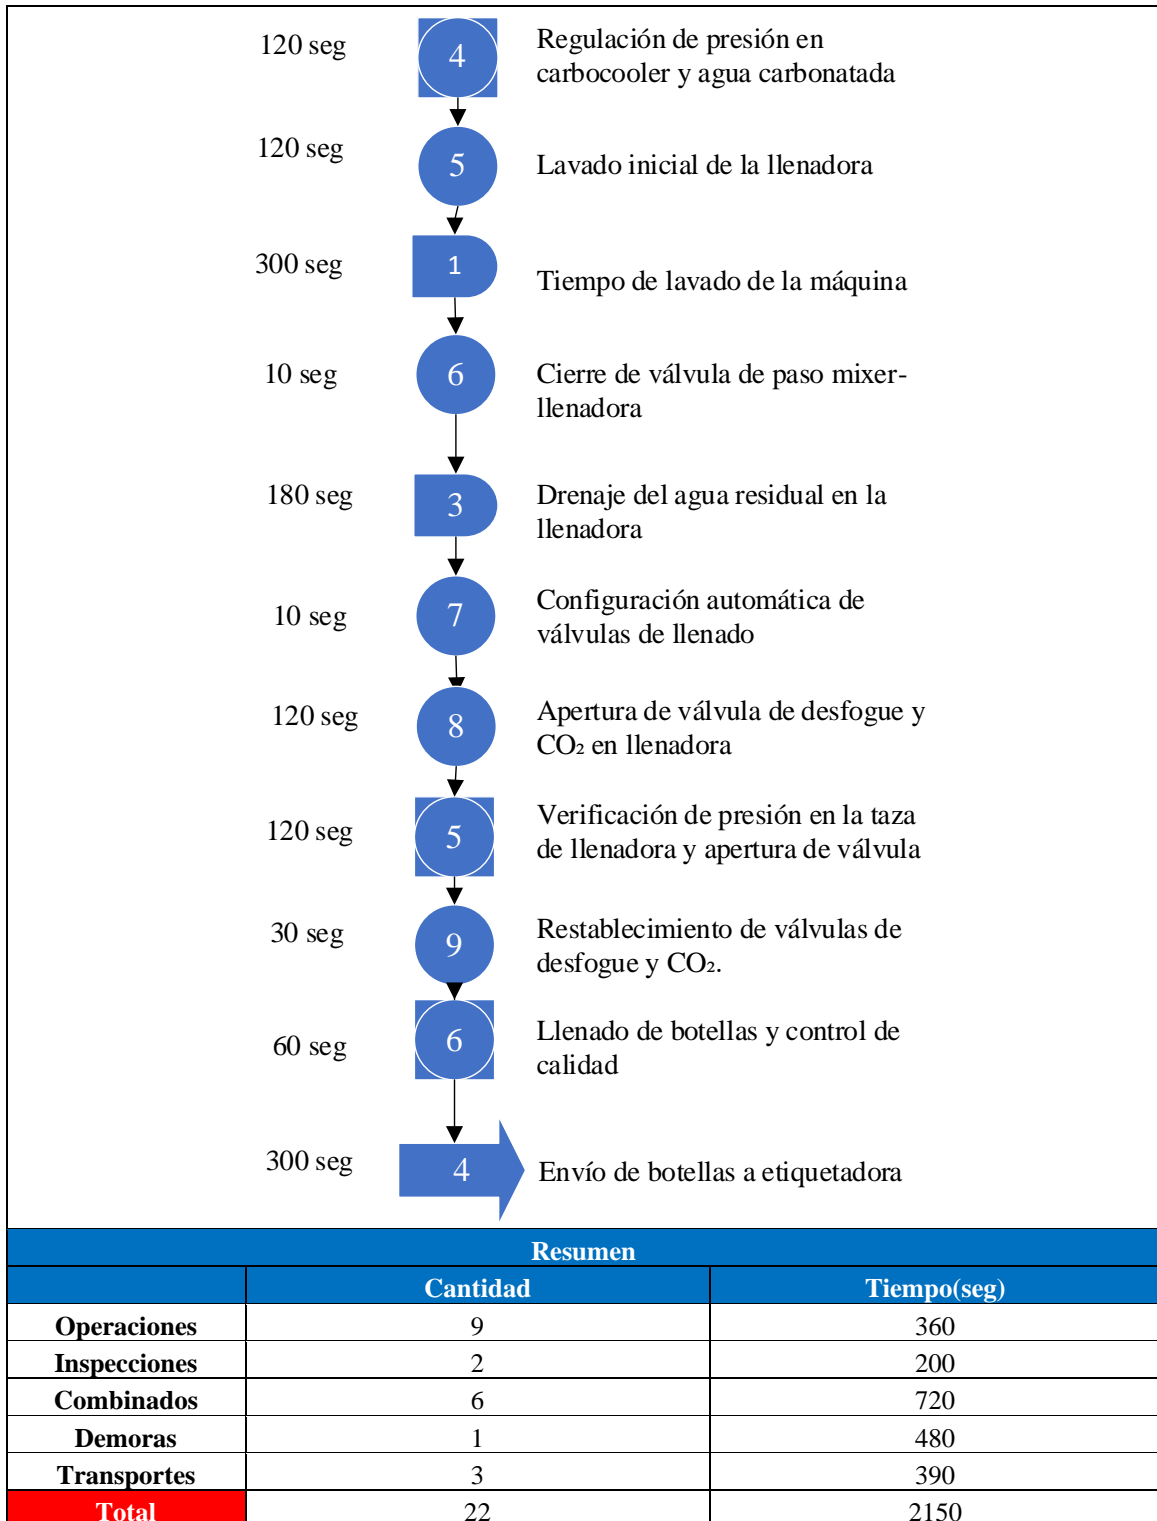 120 seg
4
Regulación de presión en
carbocooler y agua carbonatada
120 seg
5
Lavado inicial de la llenadora
300 seg
1
Tiempo de lavado de la máquina
10 seg
6
Cierre de válvula de paso mixer-
llenadora
180 seg
3
Drenaje del agua residual en la
llenadora
10 seg
7
Configuración automática de
válvulas de llenado
120 seg
8
Apertura de válvula de desfogue y
CO₂ en llenadora
120 seg
5
Verificación de presión en la taza
de llenadora y apertura de válvula
30 seg
9
Restablecimiento de válvulas de
desfogue y CO₂.
60 seg
6
Llenado de botellas y control de
calidad
300 seg
4
Envío de botellas a etiquetadora
Resumen
Cantidad Tiempo(seg)
Operaciones 9 360
Inspecciones 2 200
Combinados 6 720
Demoras 1 480
Transportes 3 390
Total 22 2150